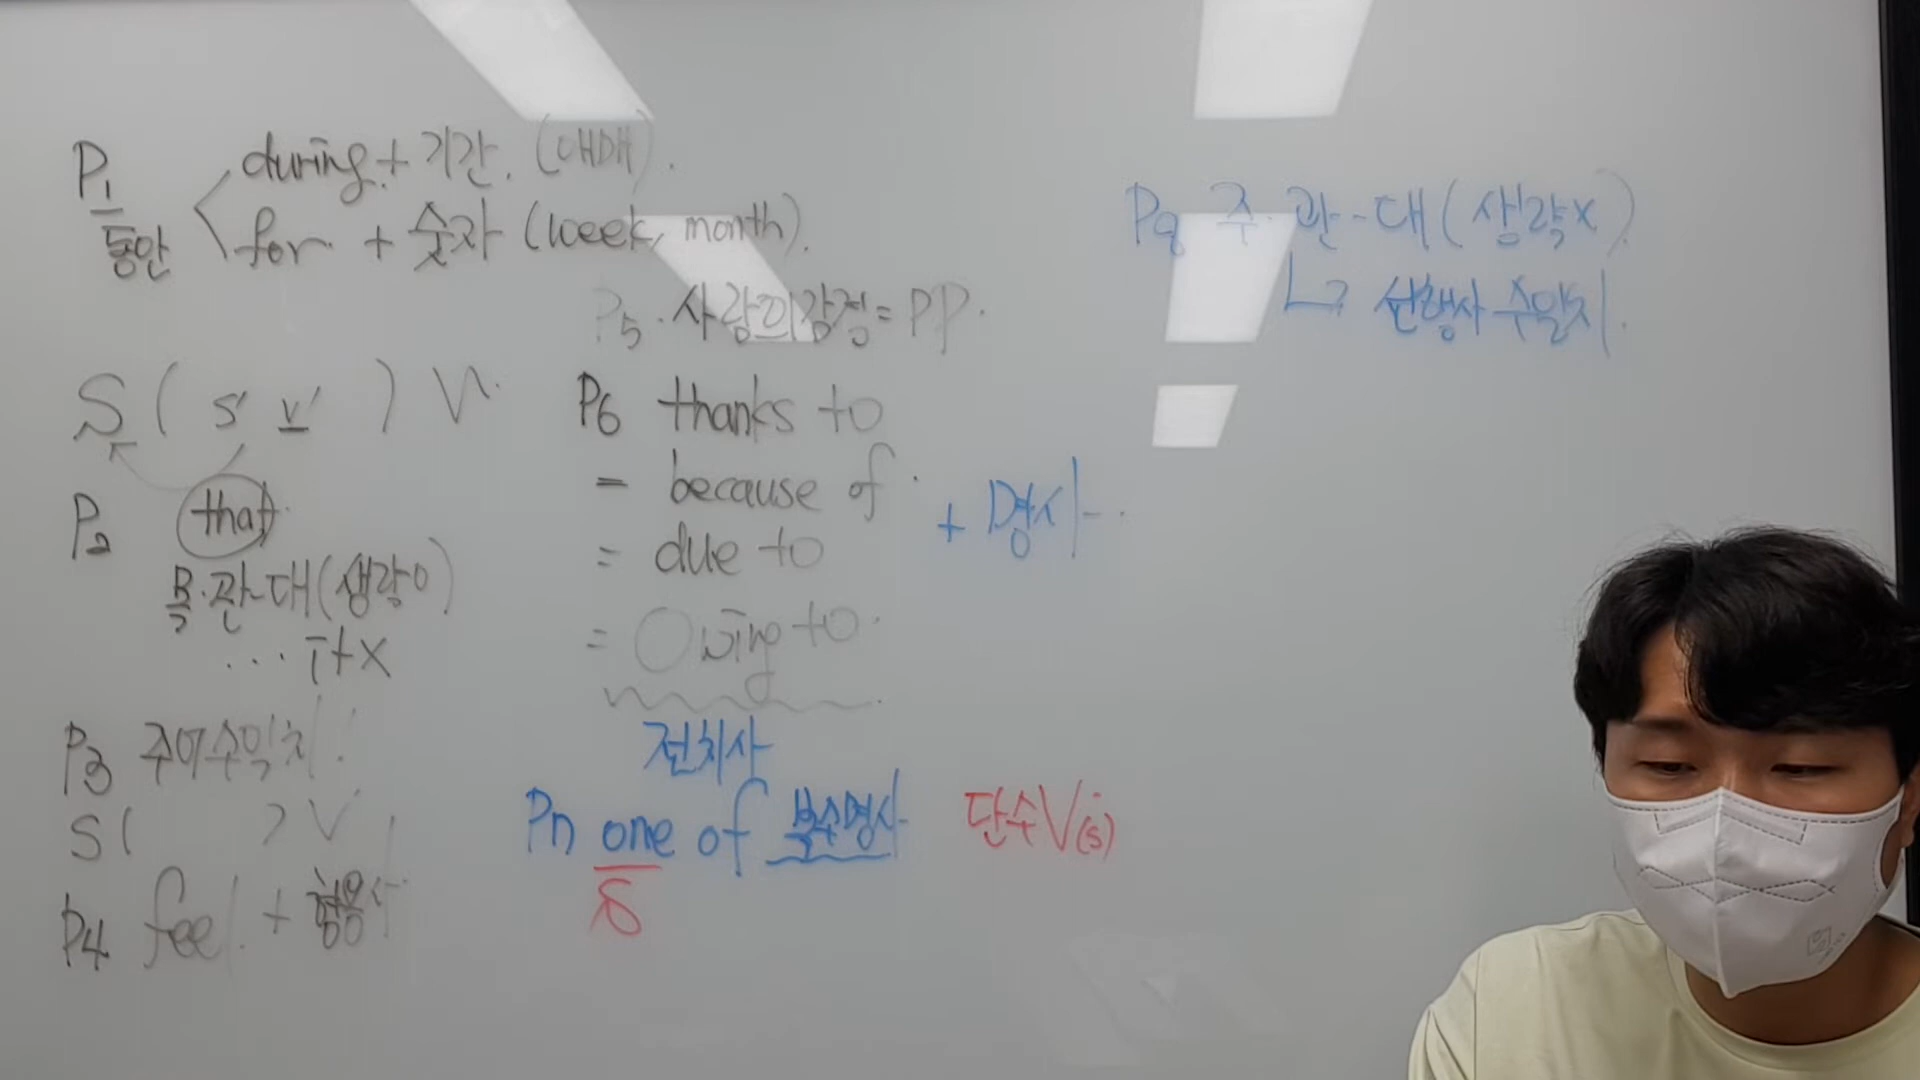 P1 during + 기간. (때때).
동안 for + 숫자 (week, month).
S ( s' v' ) V
P2 that
목.관-대(생략O)
... it X
P3 주어수일치!
S ( ) V
P4 feel + 형용사
P5. 사람의감정 = PP.
P6 thanks to
= because of
= due to
= Owing to.
+ 명사
전치사
Pn one of 복수명사 단수V(s)
S
P9 주.관-대(생략X)
↳ 선행사 수일치.